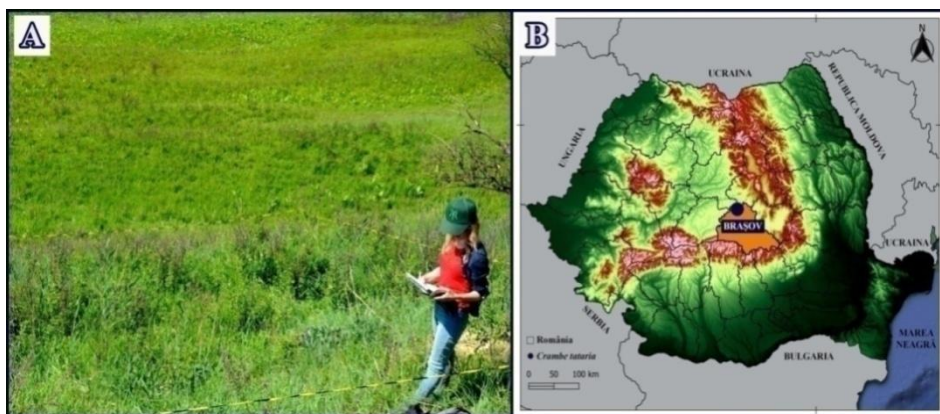 A
B
N
UCRAINA
REPUBLICA MOLDOVA
UNGARIA
BRAȘOV
UCRAINA
SERBIA
România
Crambe tataria
MAREA
NEAGRĂ
0 50 100 km
BULGARIA